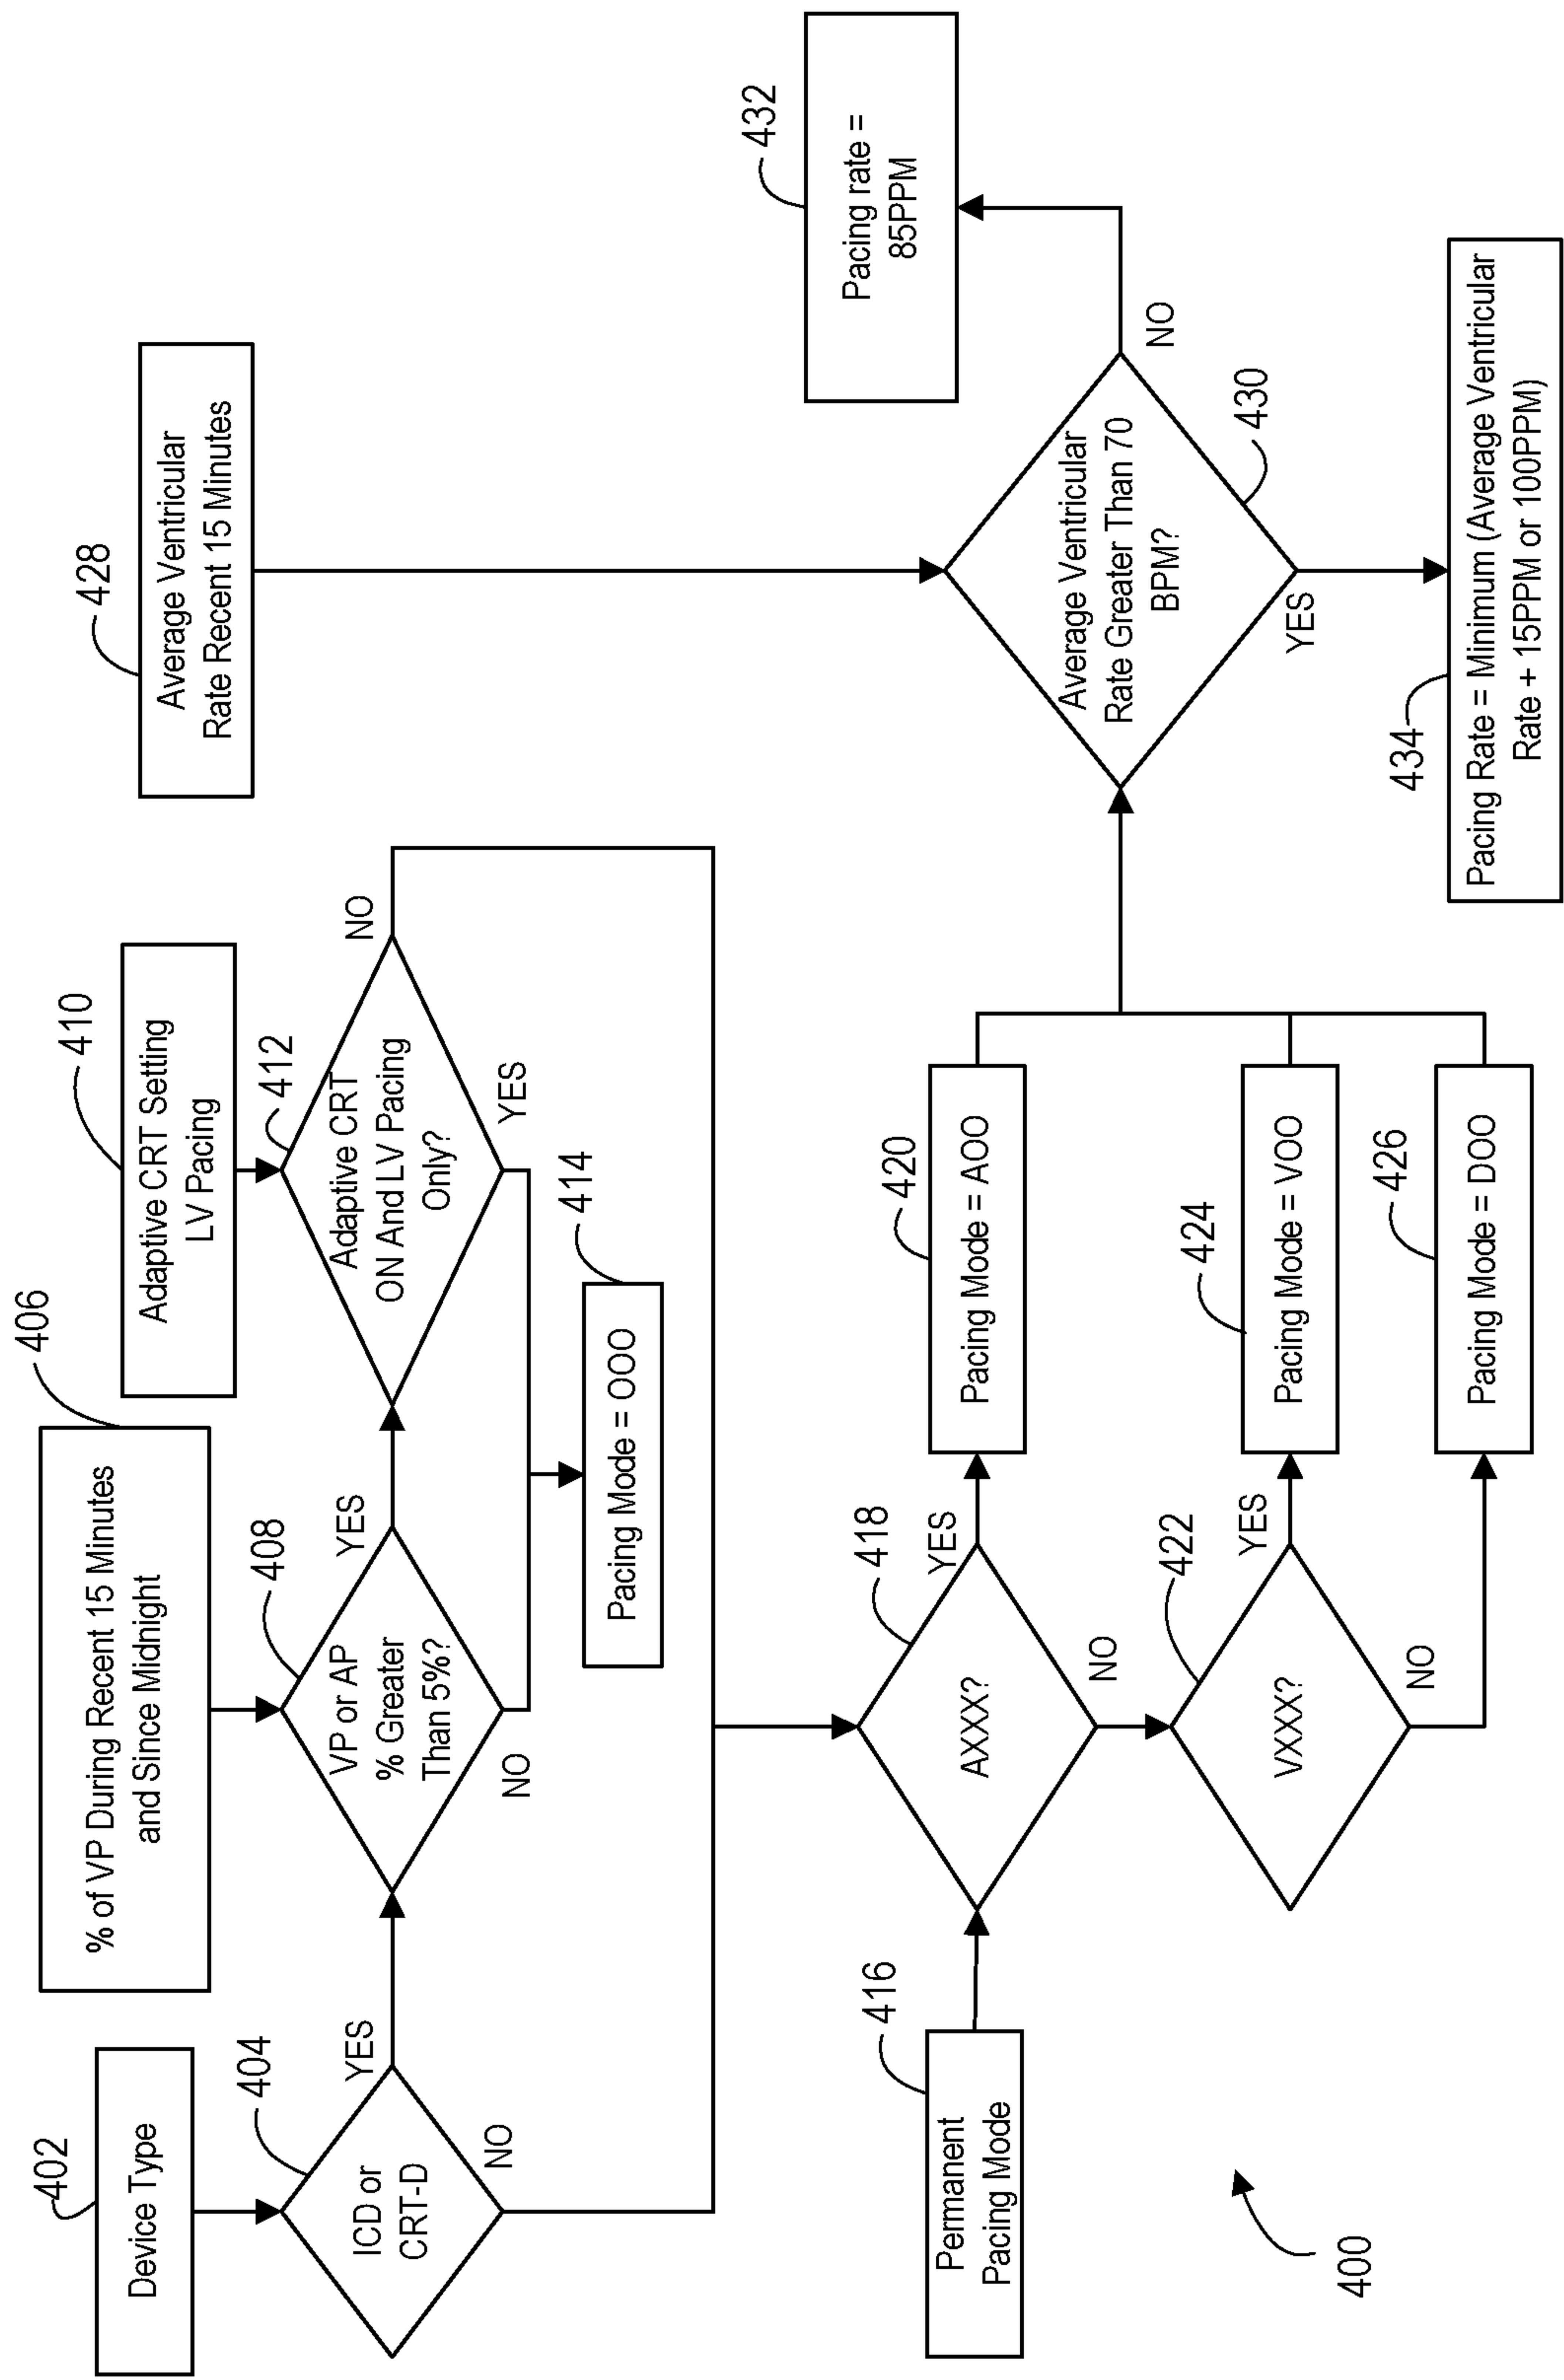 402
Device Type
404
ICD or
CRT-D
YES
NO
406
% of VP During Recent 15 Minutes
and Since Midnight
408
VP or AP
% Greater
Than 5%?
YES
NO
410
Adaptive CRT Setting
LV Pacing
412
Adaptive CRT
ON And LV Pacing
Only?
NO
YES
414
Pacing Mode = OOO
416
Permanent
Pacing Mode
418
AXXX?
YES
NO
420
Pacing Mode = AOO
422
VXXX?
YES
NO
424
Pacing Mode = VOO
426
Pacing Mode = DOO
428
Average Ventricular
Rate Recent 15 Minutes
430
Average Ventricular
Rate Greater Than 70
BPM?
NO
YES
432
Pacing rate =
85PPM
434
Pacing Rate = Minimum (Average Ventricular
Rate + 15PPM or 100PPM)
400